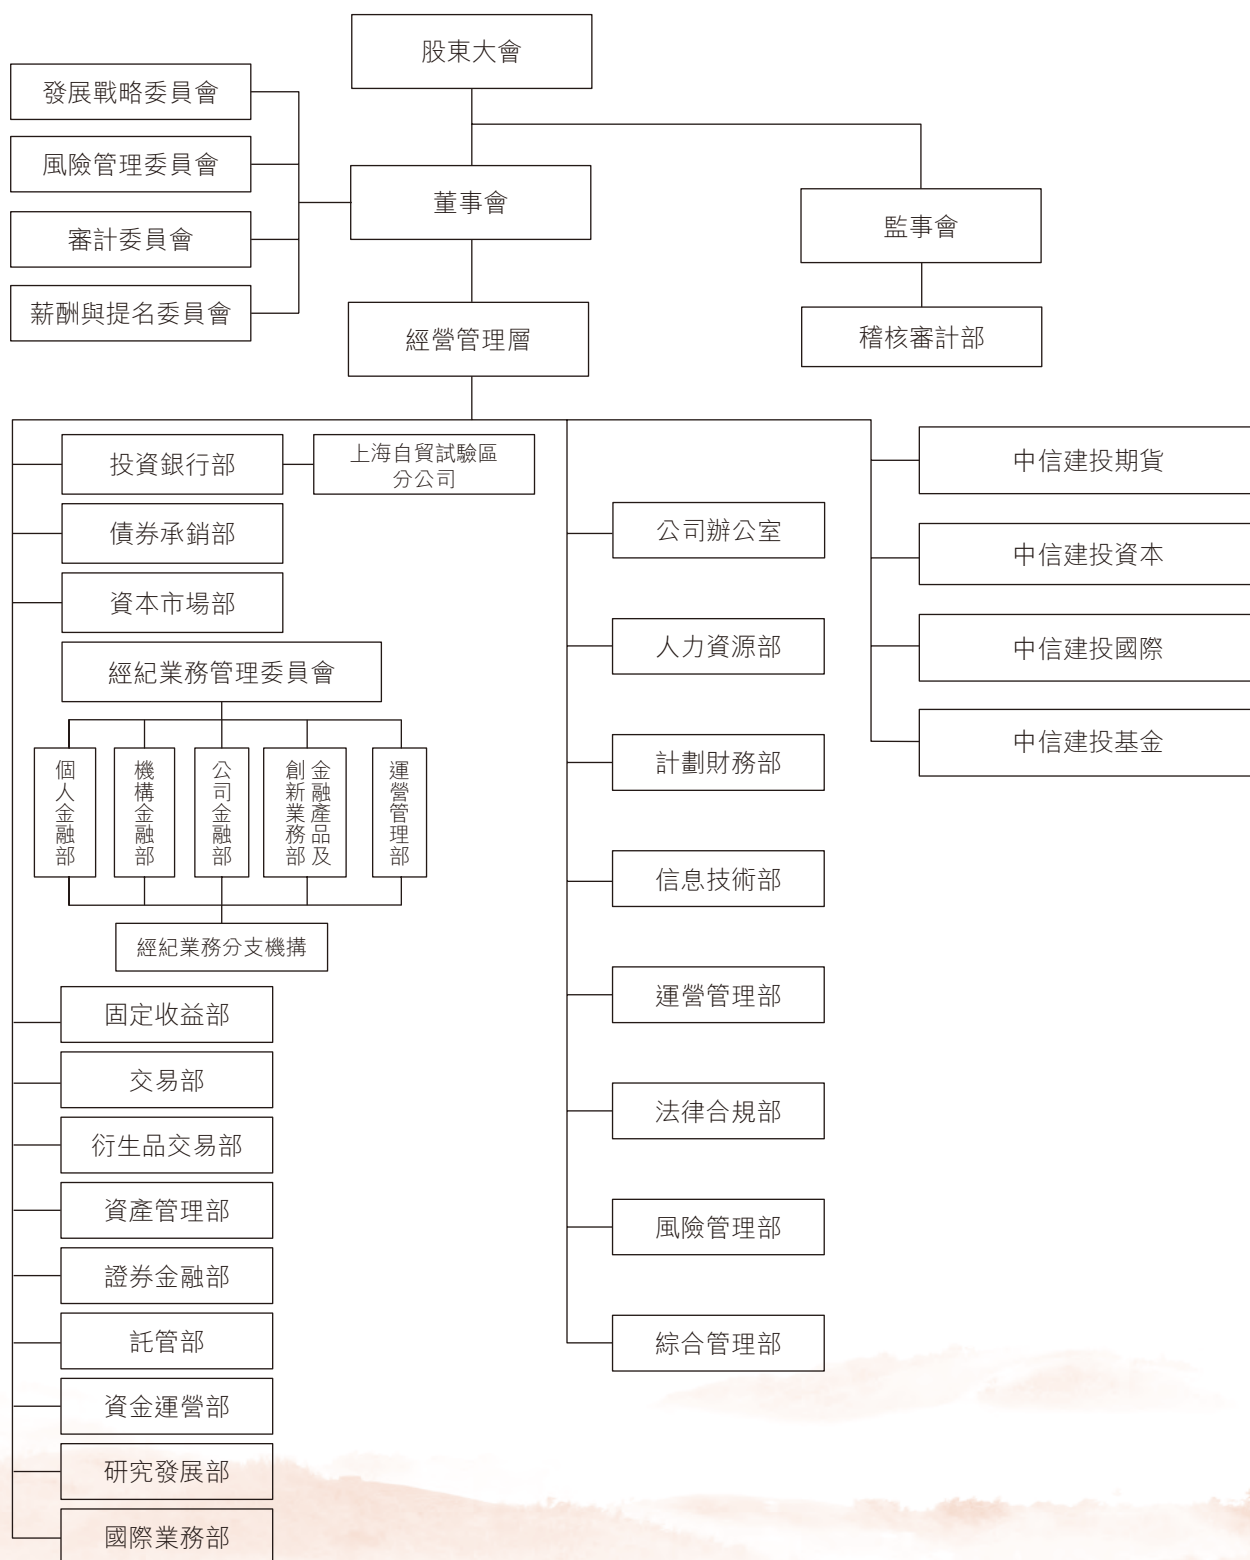 股東大會
發展戰略委員會
風險管理委員會
審計委員會
薪酬與提名委員會
董事會
監事會
經營管理層
稽核審計部
投資銀行部
上海自貿試驗區
分公司
債券承銷部
資本市場部
經紀業務管理委員會
個人金融部
機構金融部
公司金融部
金融產品及
創新業務部
運營管理部
經紀業務分支機搆
固定收益部
交易部
衍生品交易部
資產管理部
證券金融部
託管部
資金運營部
研究發展部
國際業務部
公司辦公室
人力資源部
計劃財務部
信息技術部
運營管理部
法律合規部
風險管理部
綜合管理部
中信建投期貨
中信建投資本
中信建投國際
中信建投基金